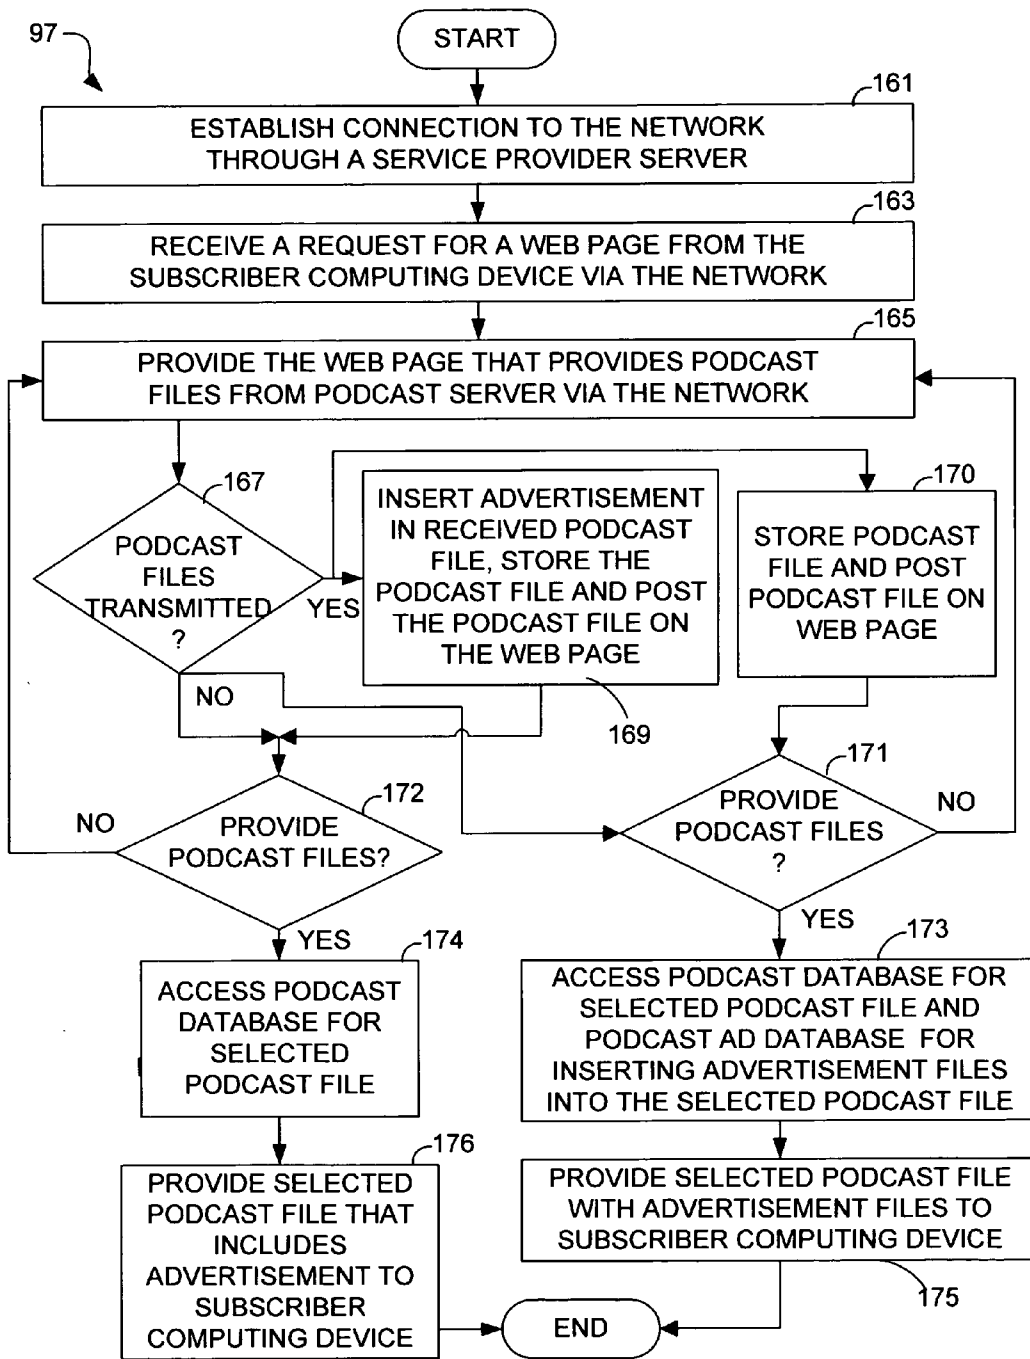 97
START
161
ESTABLISH CONNECTION TO THE NETWORK
THROUGH A SERVICE PROVIDER SERVER
163
RECEIVE A REQUEST FOR A WEB PAGE FROM THE
SUBSCRIBER COMPUTING DEVICE VIA THE NETWORK
165
PROVIDE THE WEB PAGE THAT PROVIDES PODCAST
FILES FROM PODCAST SERVER VIA THE NETWORK
167
PODCAST
FILES
TRANSMITTED
?
YES
NO
INSERT ADVERTISEMENT
IN RECEIVED PODCAST
FILE, STORE THE
PODCAST FILE AND POST
THE PODCAST FILE ON
THE WEB PAGE
169
170
STORE PODCAST
FILE AND POST
PODCAST FILE ON
WEB PAGE
172
PROVIDE
PODCAST FILES?
NO
YES
171
PROVIDE
PODCAST FILES
?
NO
YES
174
ACCESS PODCAST
DATABASE FOR
SELECTED
PODCAST FILE
173
ACCESS PODCAST DATABASE FOR
SELECTED PODCAST FILE AND
PODCAST AD DATABASE FOR
INSERTING ADVERTISEMENT FILES
INTO THE SELECTED PODCAST FILE
176
PROVIDE SELECTED
PODCAST FILE THAT
INCLUDES
ADVERTISEMENT TO
SUBSCRIBER
COMPUTING DEVICE
PROVIDE SELECTED PODCAST FILE
WITH ADVERTISEMENT FILES TO
SUBSCRIBER COMPUTING DEVICE
175
END